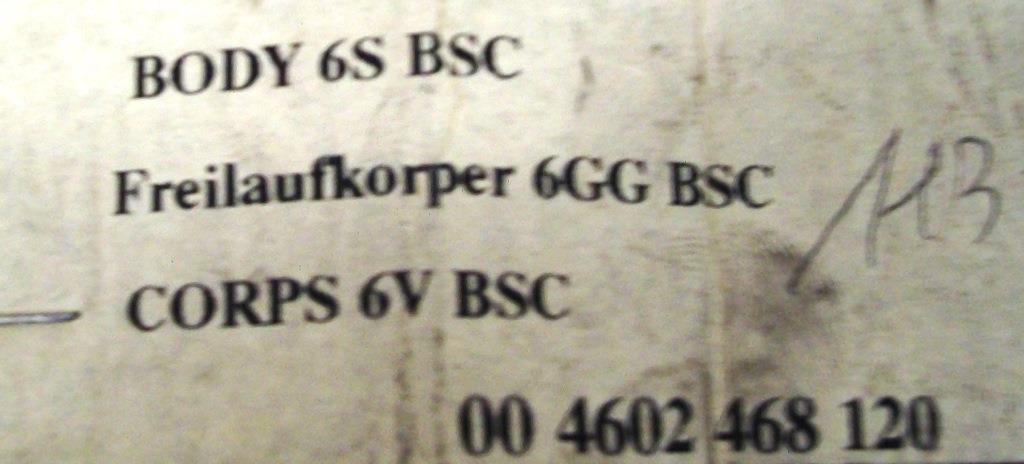 BODY 6S BSC
Freilaufkorper 6GG BSC
CORPS 6V BSC
00 4602 468 120